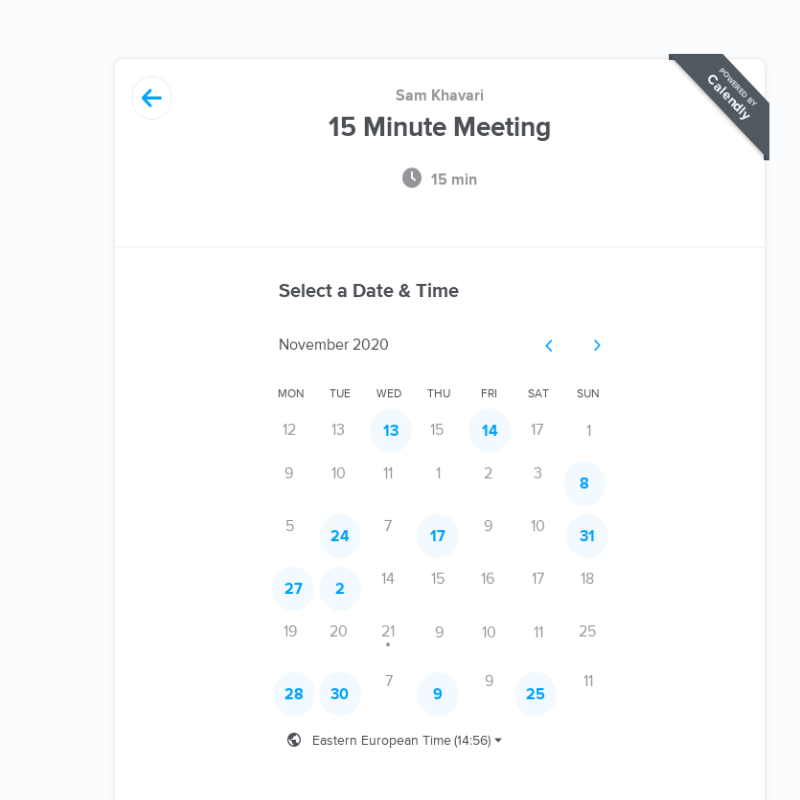 POWERED BY
Calendly
Sam Khavari
15 Minute Meeting
15 min
Select a Date & Time
November 2020
MON TUE WED THU FRI SAT SUN
12 13 13 15 14 17 1
9 10 11 1 2 3 8
5 24 7 17 9 10 31
27 2 14 15 16 17 18
19 20 21 9 10 11 25
28 30 7 9 9 25 11
Eastern European Time (14:56)